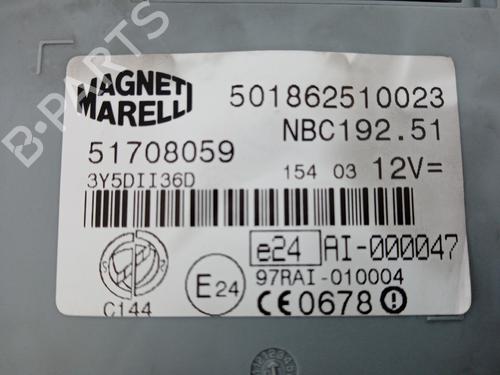 B-PARTS
MAGNETI
MARELLI
501862510023
NBC192.51
51708059
3Y5DII36D
154 03 12V=
e24 AI-000047
97RAI-010004
E24
C144
CE0678